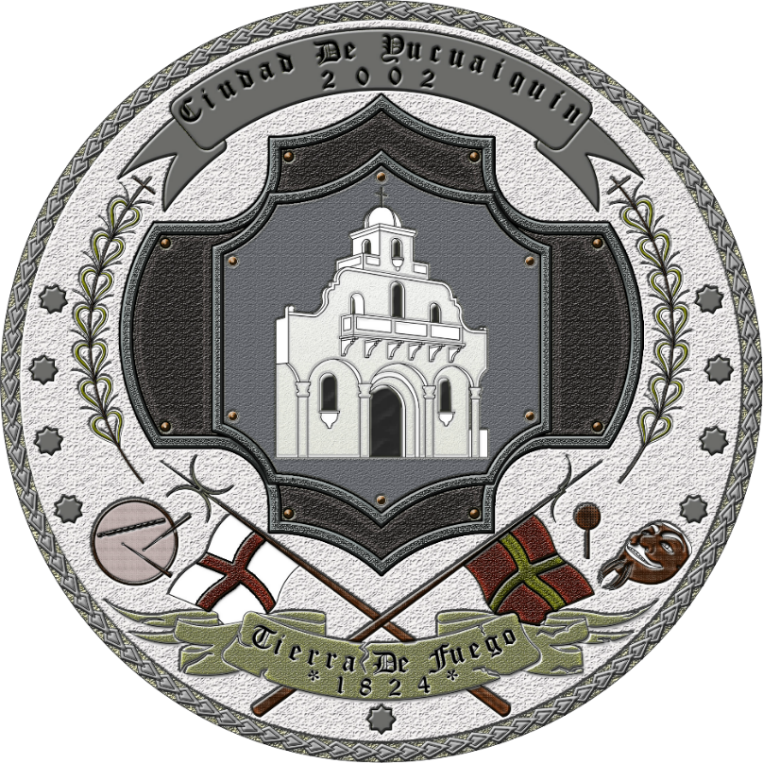 Ciudad De Yucuaiquin
2002
Tierra De Fuego
*1824*